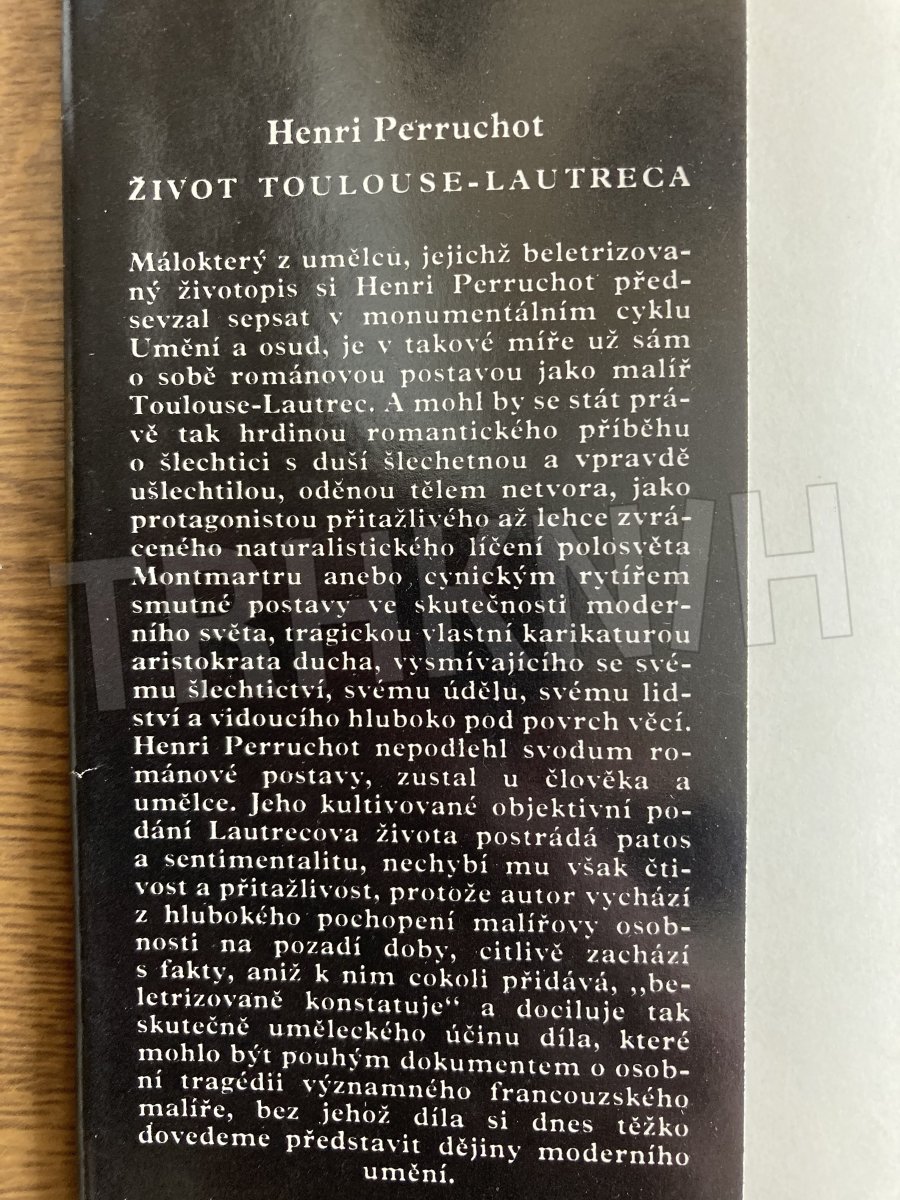 Henri Perruchot
ŽIVOT TOULOUSE-LAUTRECA
Málokterý z umělcu, jejichž beletrizova-
ný životopis si Henri Perruchot před-
sevzal sepsat v monumentálním cyklu
Umění a osud, je v takové míře už sám
o sobě románovou postavou jako malíř
Toulouse-Lautrec. A mohl by se stát prá-
vě tak hrdinou romantického příběhu
o šlechtici s duší šlechetnou a vpravdě
ušlechtilou, oděnou tělem netvora, jako
protagonistou přitažlivého až lehce zvrá-
ceného naturalistického líčení polosvěta
Montmartru anebo cynickým rytířem
smutné postavy ve skutečnosti moder-
ního světa, tragickou vlastní karikaturou
aristokrata ducha, vysmívajícího se své-
mu šlechtictví, svému údělu, svému lid-
ství a vidoucího hluboko pod povrch věcí.
Henri Perruchot nepodlehl svodum ro-
mánové postavy, zustal u člověka a
umělce. Jeho kultivované objektivní po-
dání Lautrecova života postrádá patos
a sentimentalitu, nechybí mu však čti-
vost a přitažlivost, protože autor vychází
z hlubokého pochopení malířovy osob-
nosti na pozadí doby, citlivě zachází
s fakty, aniž k nim cokoli přidává, ,,be-
letrizovaně konstatuje“ a dociluje tak
skutečně uměleckého účinu díla, které
mohlo být pouhým dokumentem o osob-
ní tragédii významného francouzského
malíře, bez jehož díla si dnes těžko
dovedeme představit dějiny moderního
umění.
TRHKNIH